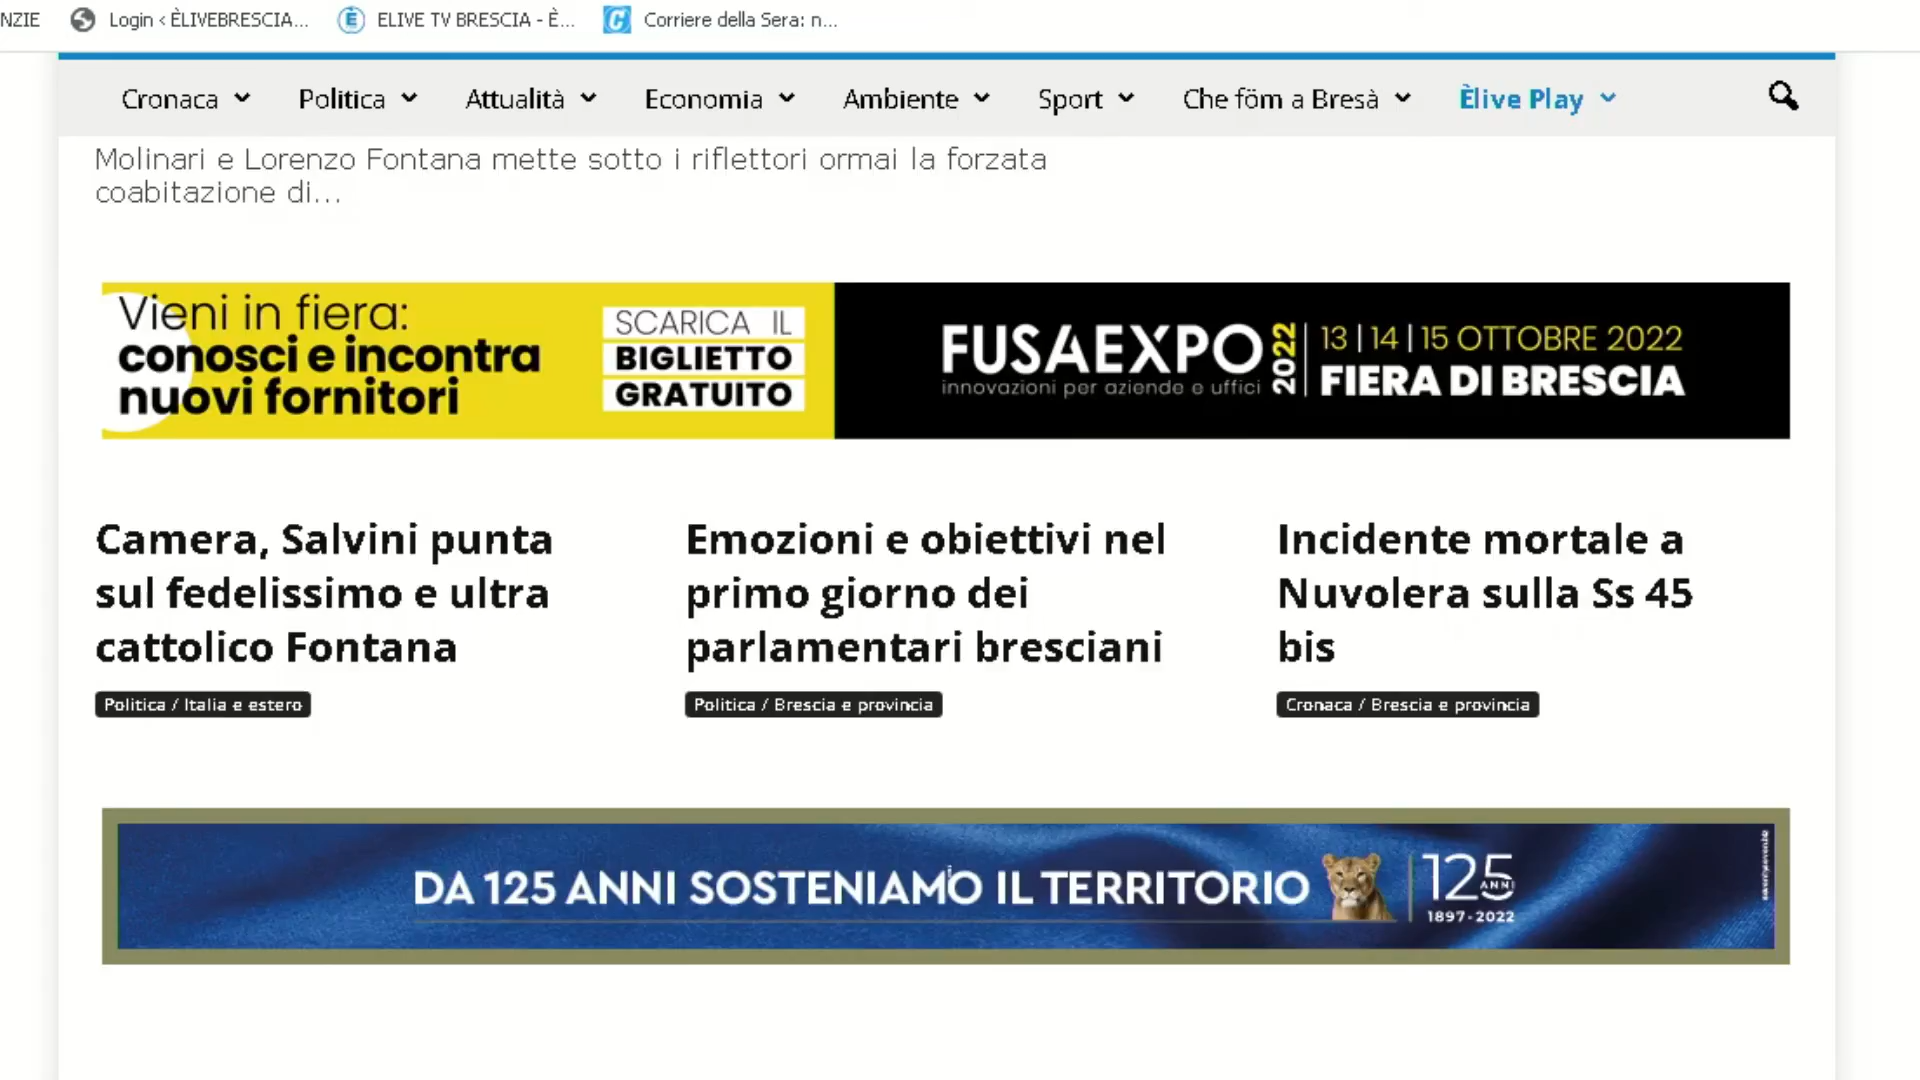 NZIE Login ‹ ÈLIVEBRESCIA... ELIVE TV BRESCIA - È... Corriere della Sera: n...
Cronaca Politica Attualità Economia Ambiente Sport Che föm a Bresà Èlive Play
Molinari e Lorenzo Fontana mette sotto i riflettori ormai la forzata
coabitazione di...
Vieni in fiera:
conosci e incontra
nuovi fornitori
SCARICA IL
BIGLIETTO
GRATUITO
FUSAEXPO 2022
innovazioni per aziende e uffici
13 | 14 | 15 OTTOBRE 2022
FIERA DI BRESCIA
Camera, Salvini punta
sul fedelissimo e ultra
cattolico Fontana
Politica / Italia e estero
Emozioni e obiettivi nel
primo giorno dei
parlamentari bresciani
Politica / Brescia e provincia
Incidente mortale a
Nuvolera sulla Ss 45
bis
Cronaca / Brescia e provincia
DA 125 ANNI SOSTENIAMO IL TERRITORIO
125
ANNI
1897-2022